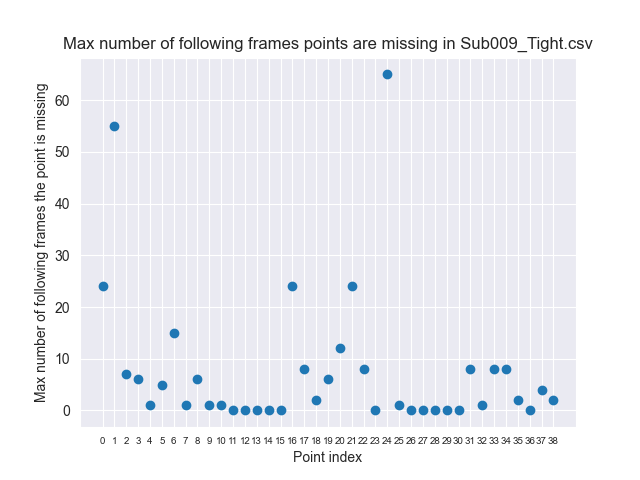 Max number of following frames points are missing in Sub009_Tight.csv
Max number of following frames the point is missing
60
50
40
30
20
10
0
0 1 2 3 4 5 6 7 8 9 10 11 12 13 14 15 16 17 18 19 20 21 22 23 24 25 26 27 28 29 30 31 32 33 34 35 36 37 38
Point index